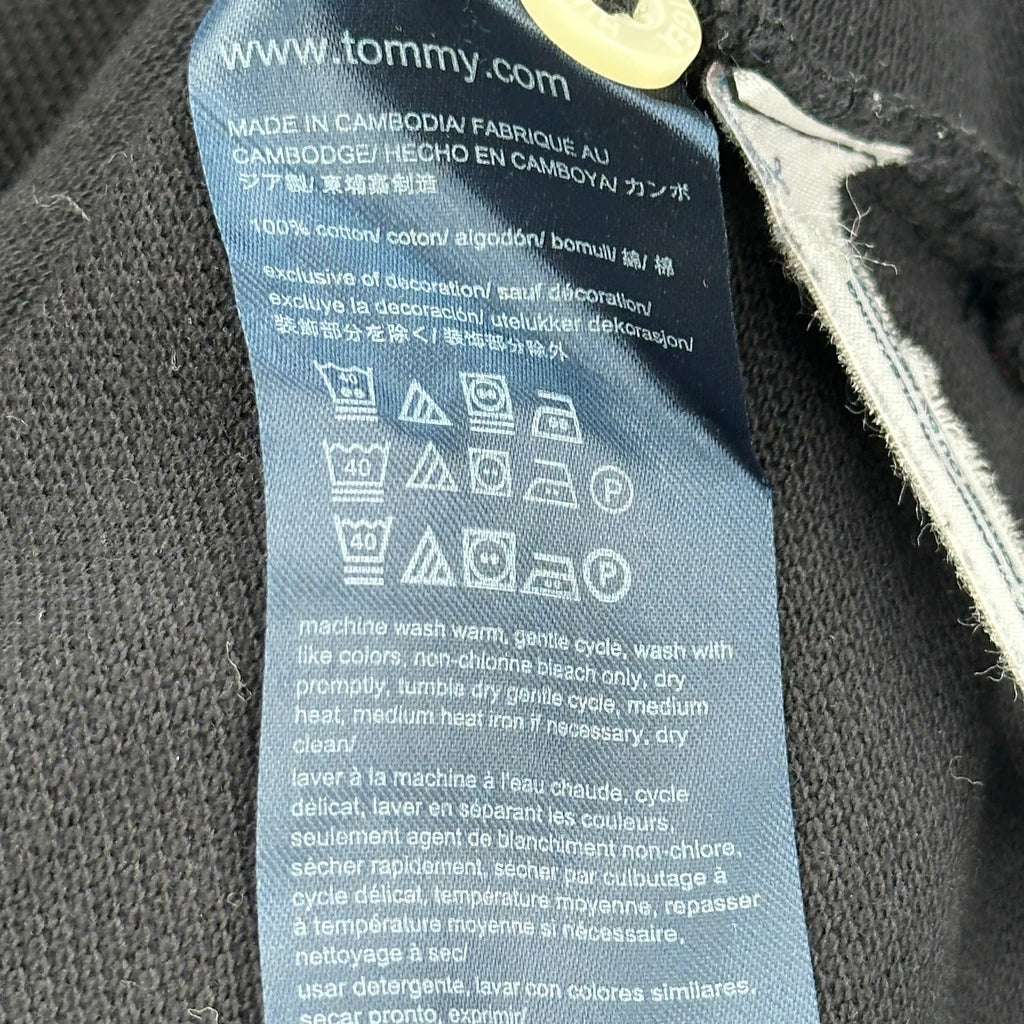 www.tommy.com
MADE IN CAMBODIA/ FABRIQUE AU
CAMBODGE/ HECHO EN CAMBOYA/ カンボ
ジア製/ 柬埔寨制造
100% cotton/ coton/ algodón/ bomull/ 綿/ 棉
exclusive of decoration/ sauf décoration/
excluye la decoración/ utelukker dekorasjon/
装飾部分を除く/ 装饰部分除外
40
P
40
P
machine wash warm, gentle cycle, wash with
like colors, non-chlorine bleach only, dry
promptly, tumble dry gentle cycle, medium
heat, medium heat iron if necessary, dry
clean/
laver à la machine à l'eau chaude, cycle
délicat, laver en séparant les couleurs,
seulement agent de blanchiment non-chlore,
sécher rapidement, sécher par culbutage à
cycle délicat, température moyenne, repasser
à température moyenne si nécessaire,
nettoyage à sec/
usar detergente, lavar con colores similares,
secar pronto, exprimir/